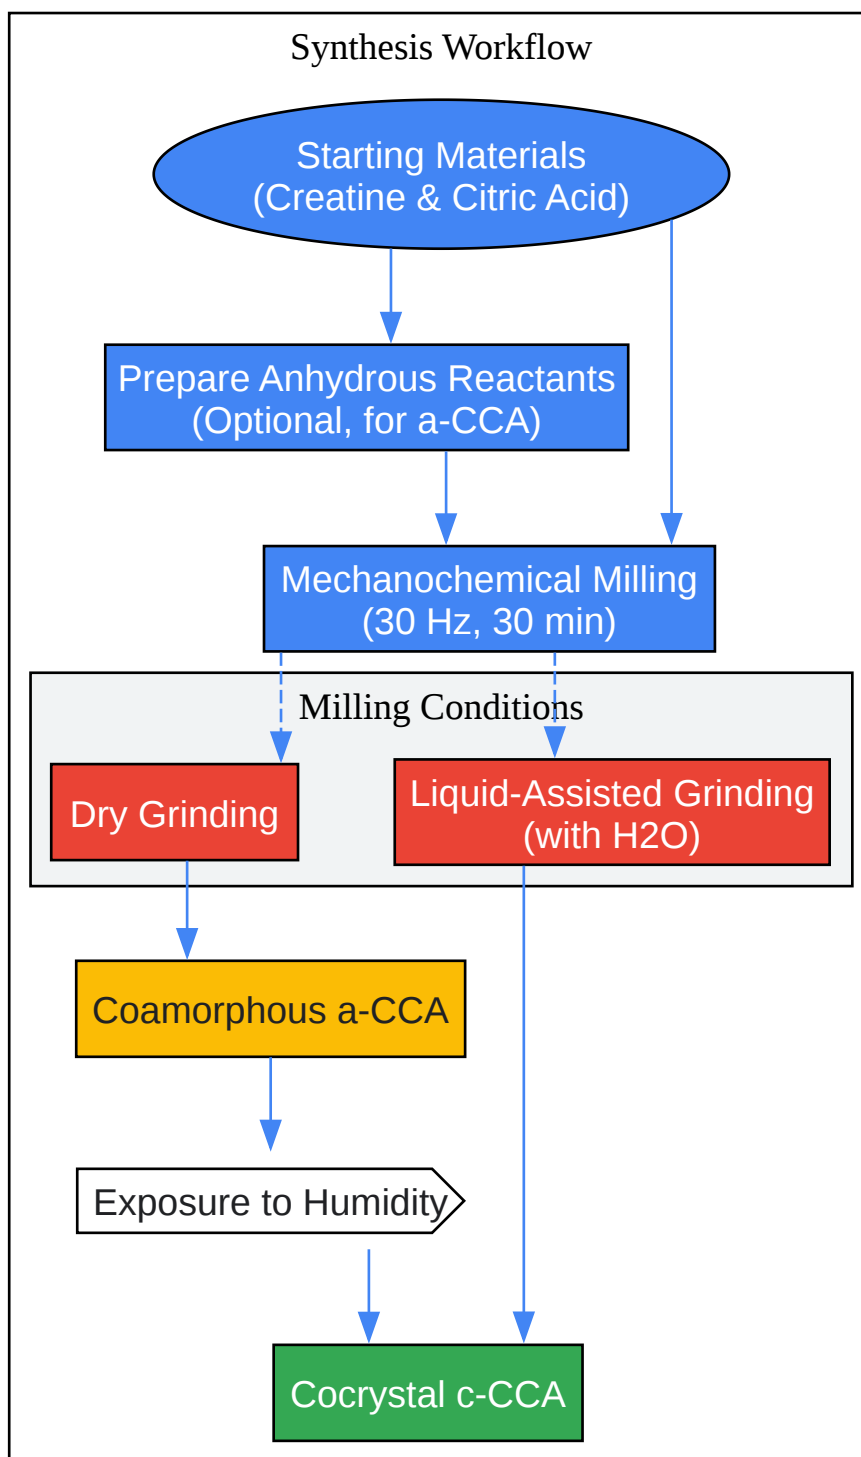 Synthesis Workflow
Starting Materials
(Creatine & Citric Acid)
Prepare Anhydrous Reactants
(Optional, for a-CCA)
Mechanochemical Milling
(30 Hz, 30 min)
Milling Conditions
Dry Grinding
Liquid-Assisted Grinding
(with H2O)
Coamorphous a-CCA
Exposure to Humidity
Cocrystal c-CCA